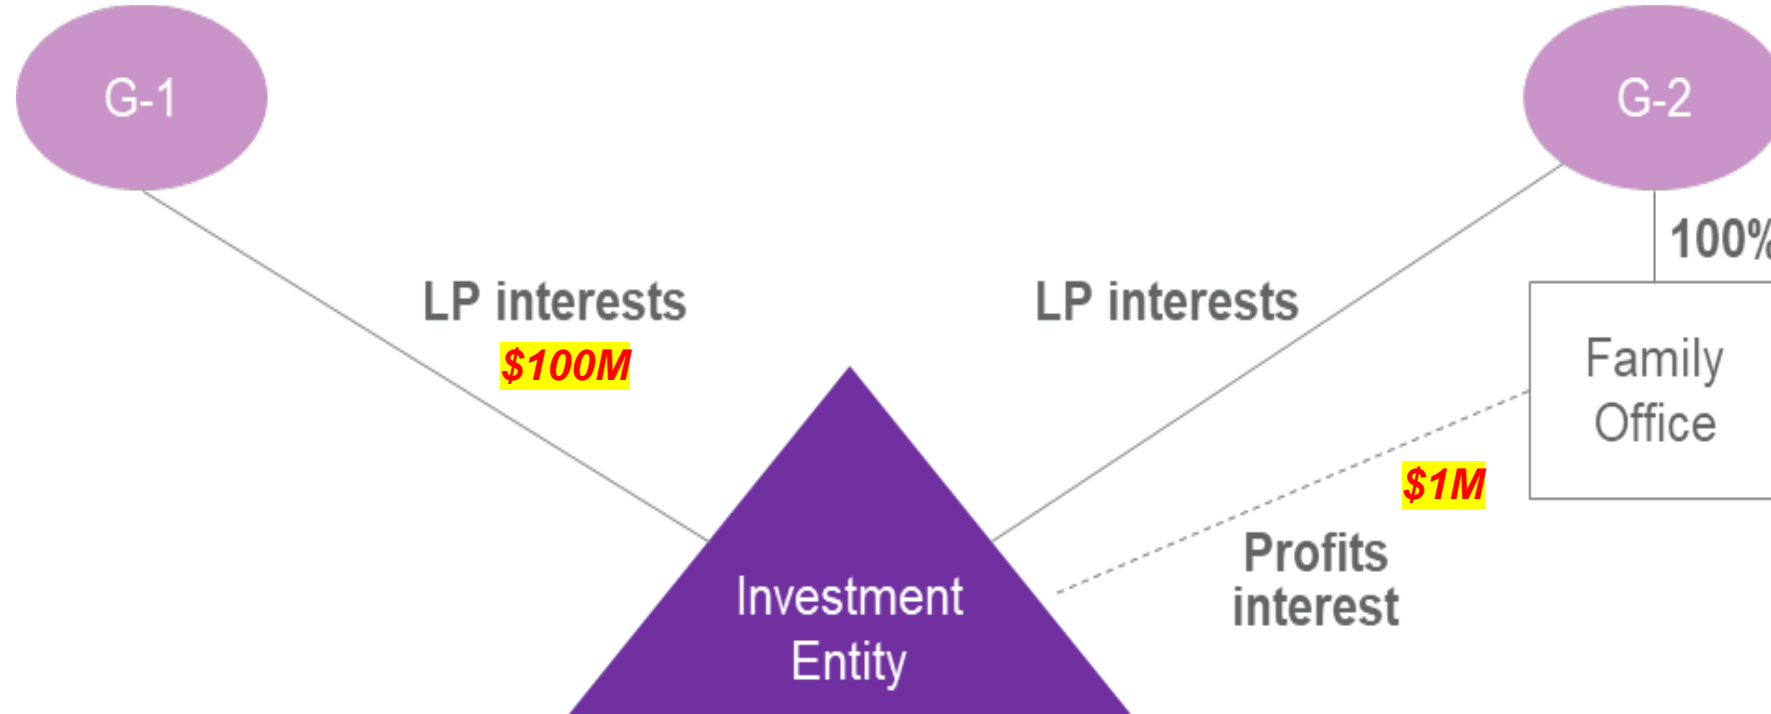 G-1
G-2
100%
LP interests
$100M
LP interests
Family
Office
$1M
Profits
interest
Investment
Entity